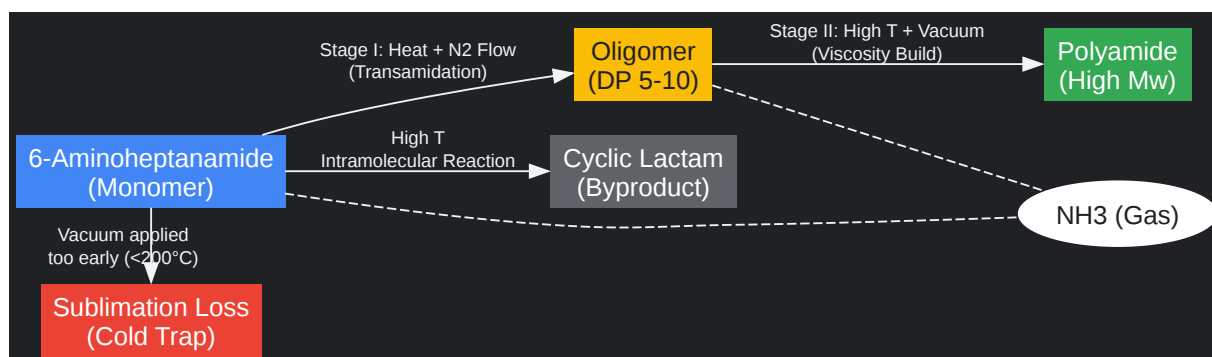 Stage I: Heat + N2 Flow
(Transamidation)
Oligomer
(DP 5-10)
Stage II: High T + Vacuum
(Viscosity Build)
Polyamide
(High Mw)
6-Aminoheptanamide
(Monomer)
High T
Intramolecular Reaction
Cyclic Lactam
(Byproduct)
NH3 (Gas)
Vacuum applied
too early (<200°C)
Sublimation Loss
(Cold Trap)